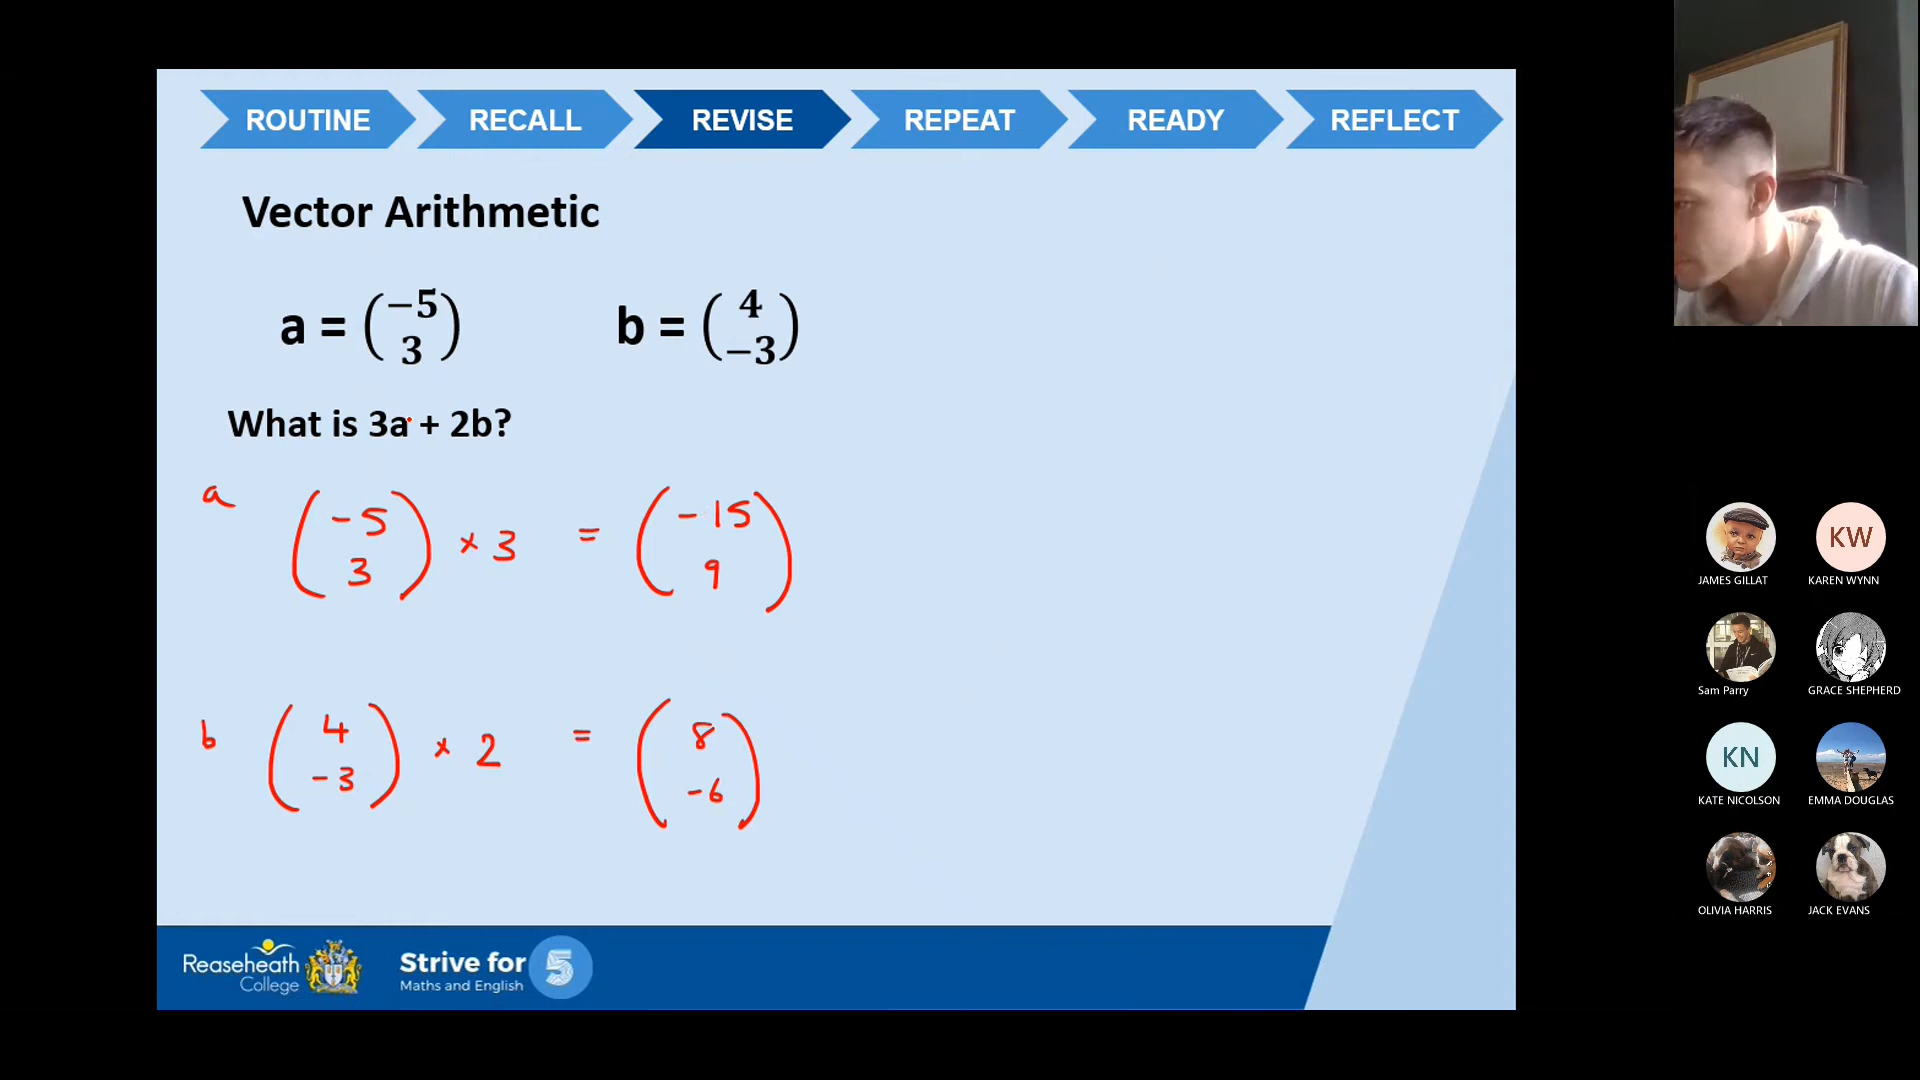 ROUTINE RECALL REVISE REPEAT READY REFLECT
Vector Arithmetic
a = (−5 3) b = (4 −3)
What is 3a + 2b?
a (-5 3) × 3 = (-15 9)
b (4 -3) × 2 = (8 -6)
Reaseheath College
Strive for 5
Maths and English
KW
JAMES GILLAT KAREN WYNN
Sam Parry GRACE SHEPHERD
KN
KATE NICOLSON EMMA DOUGLAS
OLIVIA HARRIS JACK EVANS